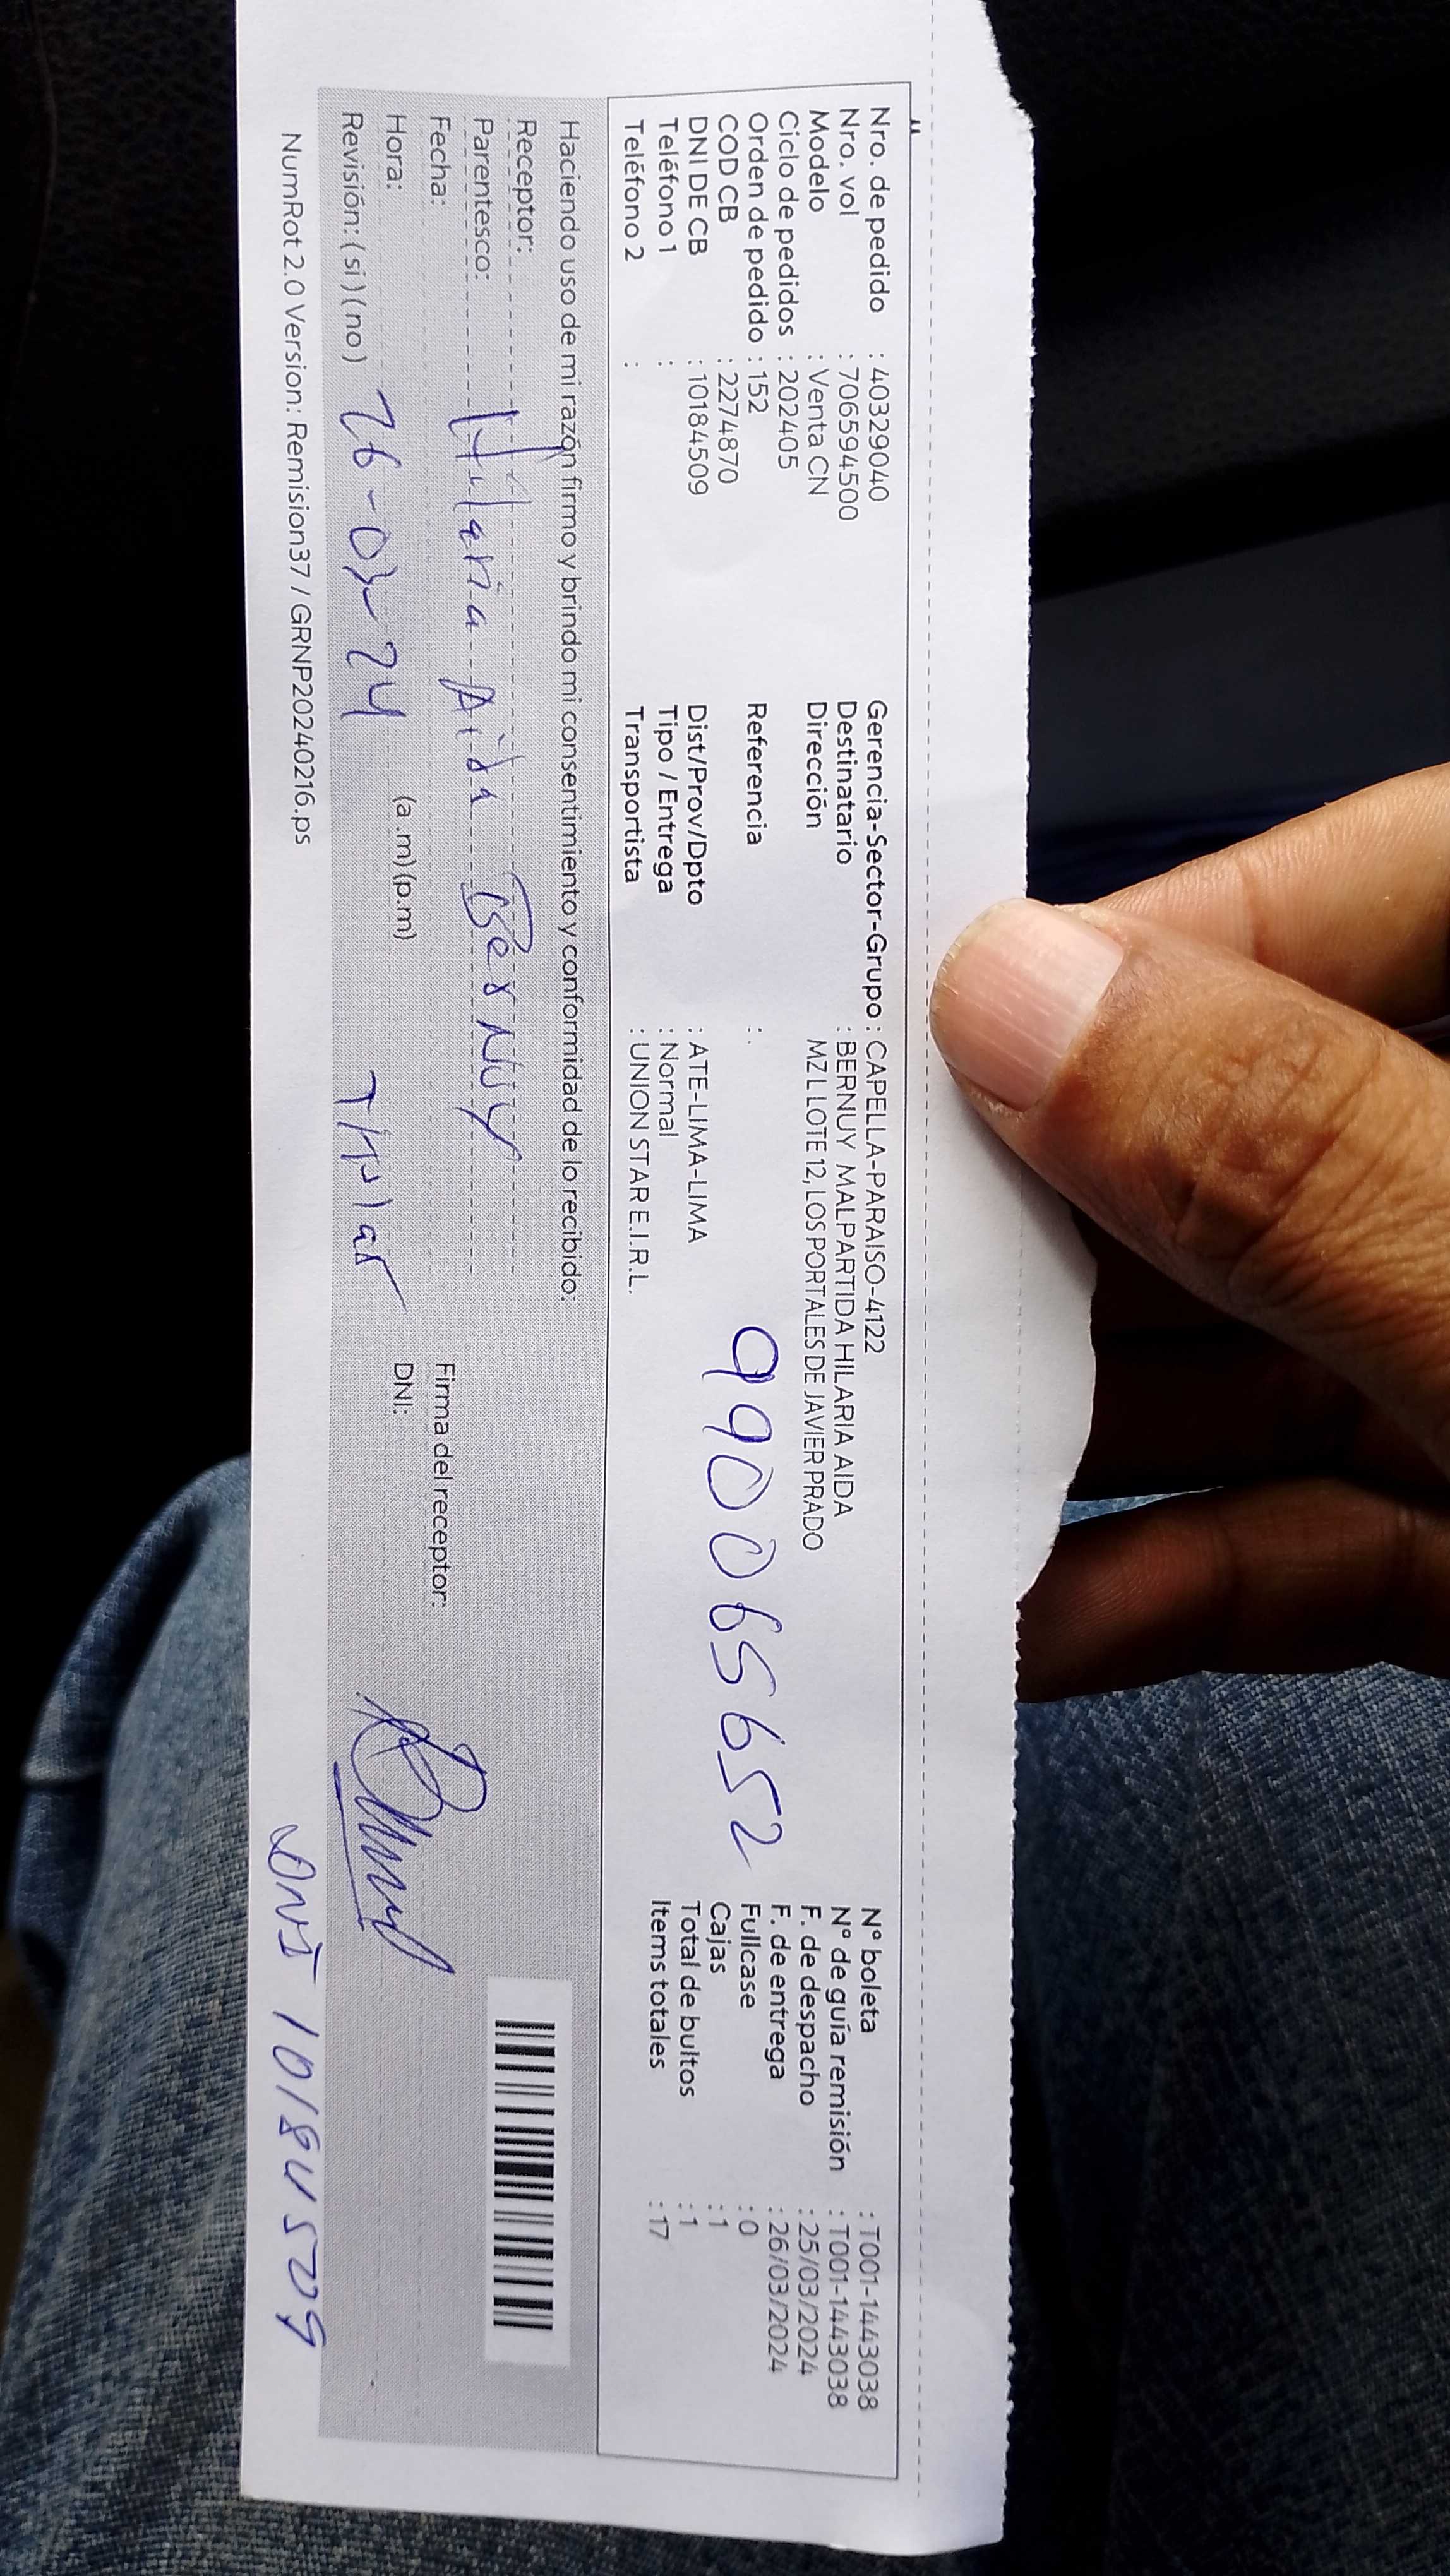 Nro. de pedido : 40329040
Nro. vol : 706594500
Modelo : Venta CN
Ciclo de pedidos : 202405
Orden de pedido : 152
COD CB : 2274870
DNI DE CB : 10184509
Teléfono 1 :
Teléfono 2 :
Gerencia-Sector-Grupo : CAPELLA-PARAISO-4122
Destinatario : BERNUY MALPARTIDA HILARIA AIDA
Dirección MZ L LOTE 12, LOS PORTALES DE JAVIER PRADO
Referencia : .
Dist/Prov/Dpto : ATE-LIMA-LIMA
Tipo / Entrega : Normal
Transportista : UNION STAR E.I.R.L.
990065652
N° boleta : T001-1443038
N° de guía remisión : T001-1443038
F. de despacho : 25/03/2024
F. de entrega : 26/03/2024
Fullcase : 0
Cajas : 1
Total de bultos : 1
Items totales : 17
Haciendo uso de mi razón firmo y brindo mi consentimiento y conformidad de lo recibido:
Receptor:
Hilaria Aida Bernuy
Parentesco:
Fecha:
Hora: (a.m)(p.m)
Revisión: (si) (no)
26-03-24
Titular
Firma del receptor:
DNI:
DNI 10184509
NumRot 2.0 Version: Remision37 / GRNP20240216.ps